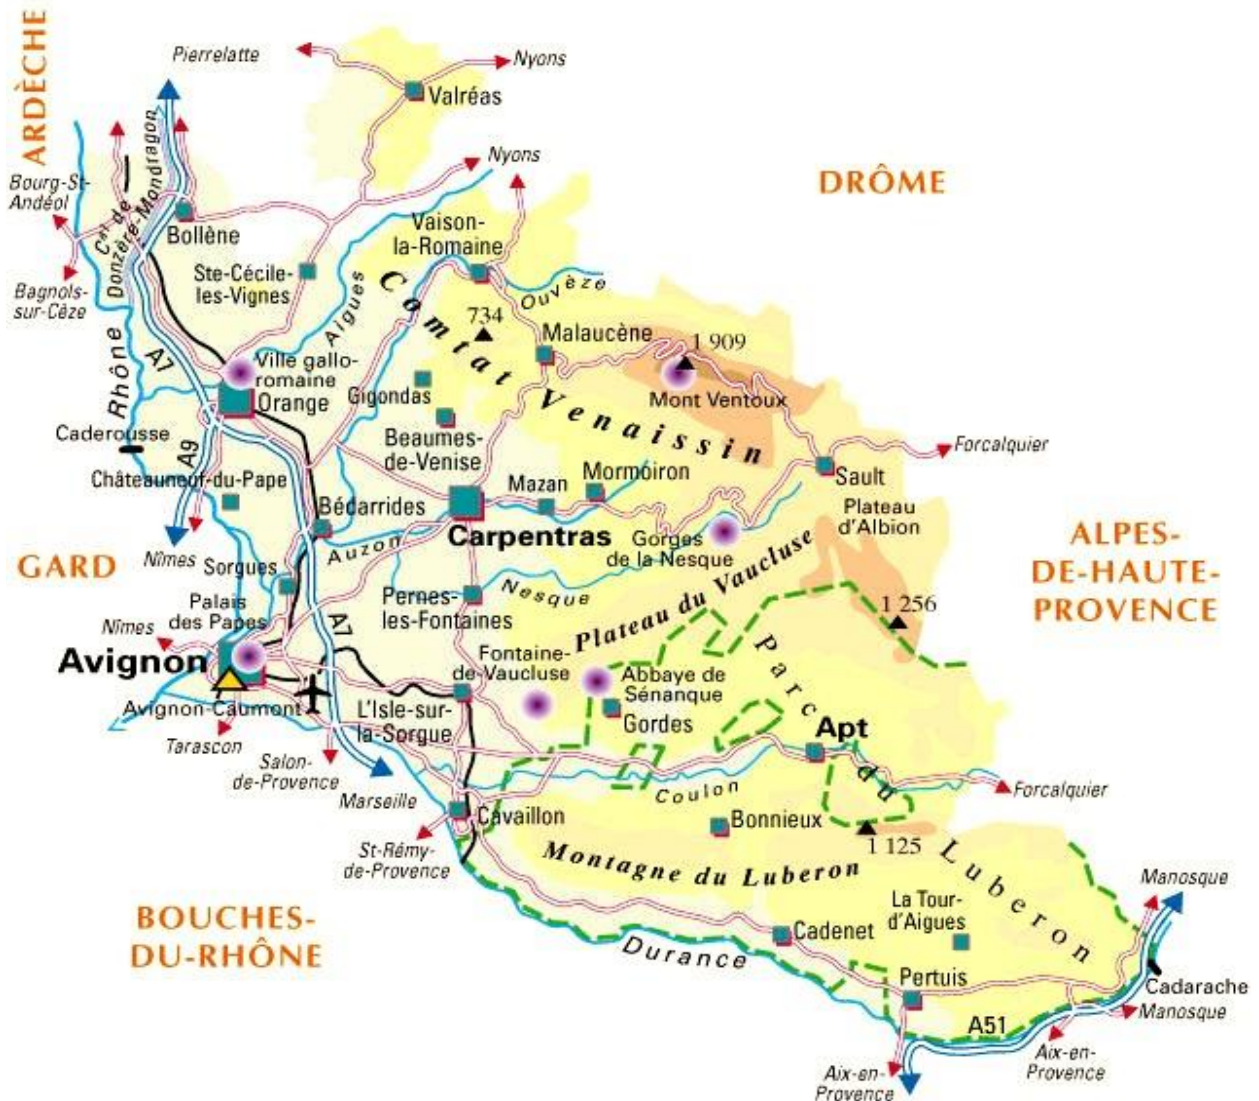 ARDÈCHE
Pierrelatte
Nyons
Valréas
Nyons
DRÔME
Bourg-St-
Andéol
Cal de
Donzère-Mondragon
Bollène
Vaison-
la-Romaine
Ste-Cécile-
les-Vignes
Bagnols-
sur-Cèze
Aigues
Ouvèze
Comtat Venaissin
734
Malaucène
1 909
Rhône
A7
Ville gallo-
romaine
Orange
Gigondas
Mont Ventoux
Caderousse
A9
Beaumes-
de-Venise
Forcalquier
Châteauneuf-du-Pape
Mazan
Mormoiron
Sault
Bédarrides
Plateau
d'Albion
Carpentras
Gorges
de la Nesque
Auzon
Nîmes
GARD
ALPES-
DE-HAUTE-
PROVENCE
Sorgues
Nesque
Plateau du Vaucluse
Palais
des Papes
Pernes-
les-Fontaines
1 256
Nîmes
A7
Avignon
Fontaine-
de-Vaucluse
Abbaye de
Sénanque
Parc du Luberon
Avignon-Caumont
L'Isle-sur-
la-Sorgue
Gordes
Apt
Tarascon
Salon-
de-Provence
Marseille
Coulon
Forcalquier
Cavaillon
Bonnieux
1 125
St-Rémy-
de-Provence
Montagne du Luberon
Manosque
BOUCHES-
DU-RHÔNE
La Tour-
d'Aigues
Cadenet
Durance
Pertuis
Cadarache
A51
Manosque
Aix-en-
Provence
Aix-en-
Provence